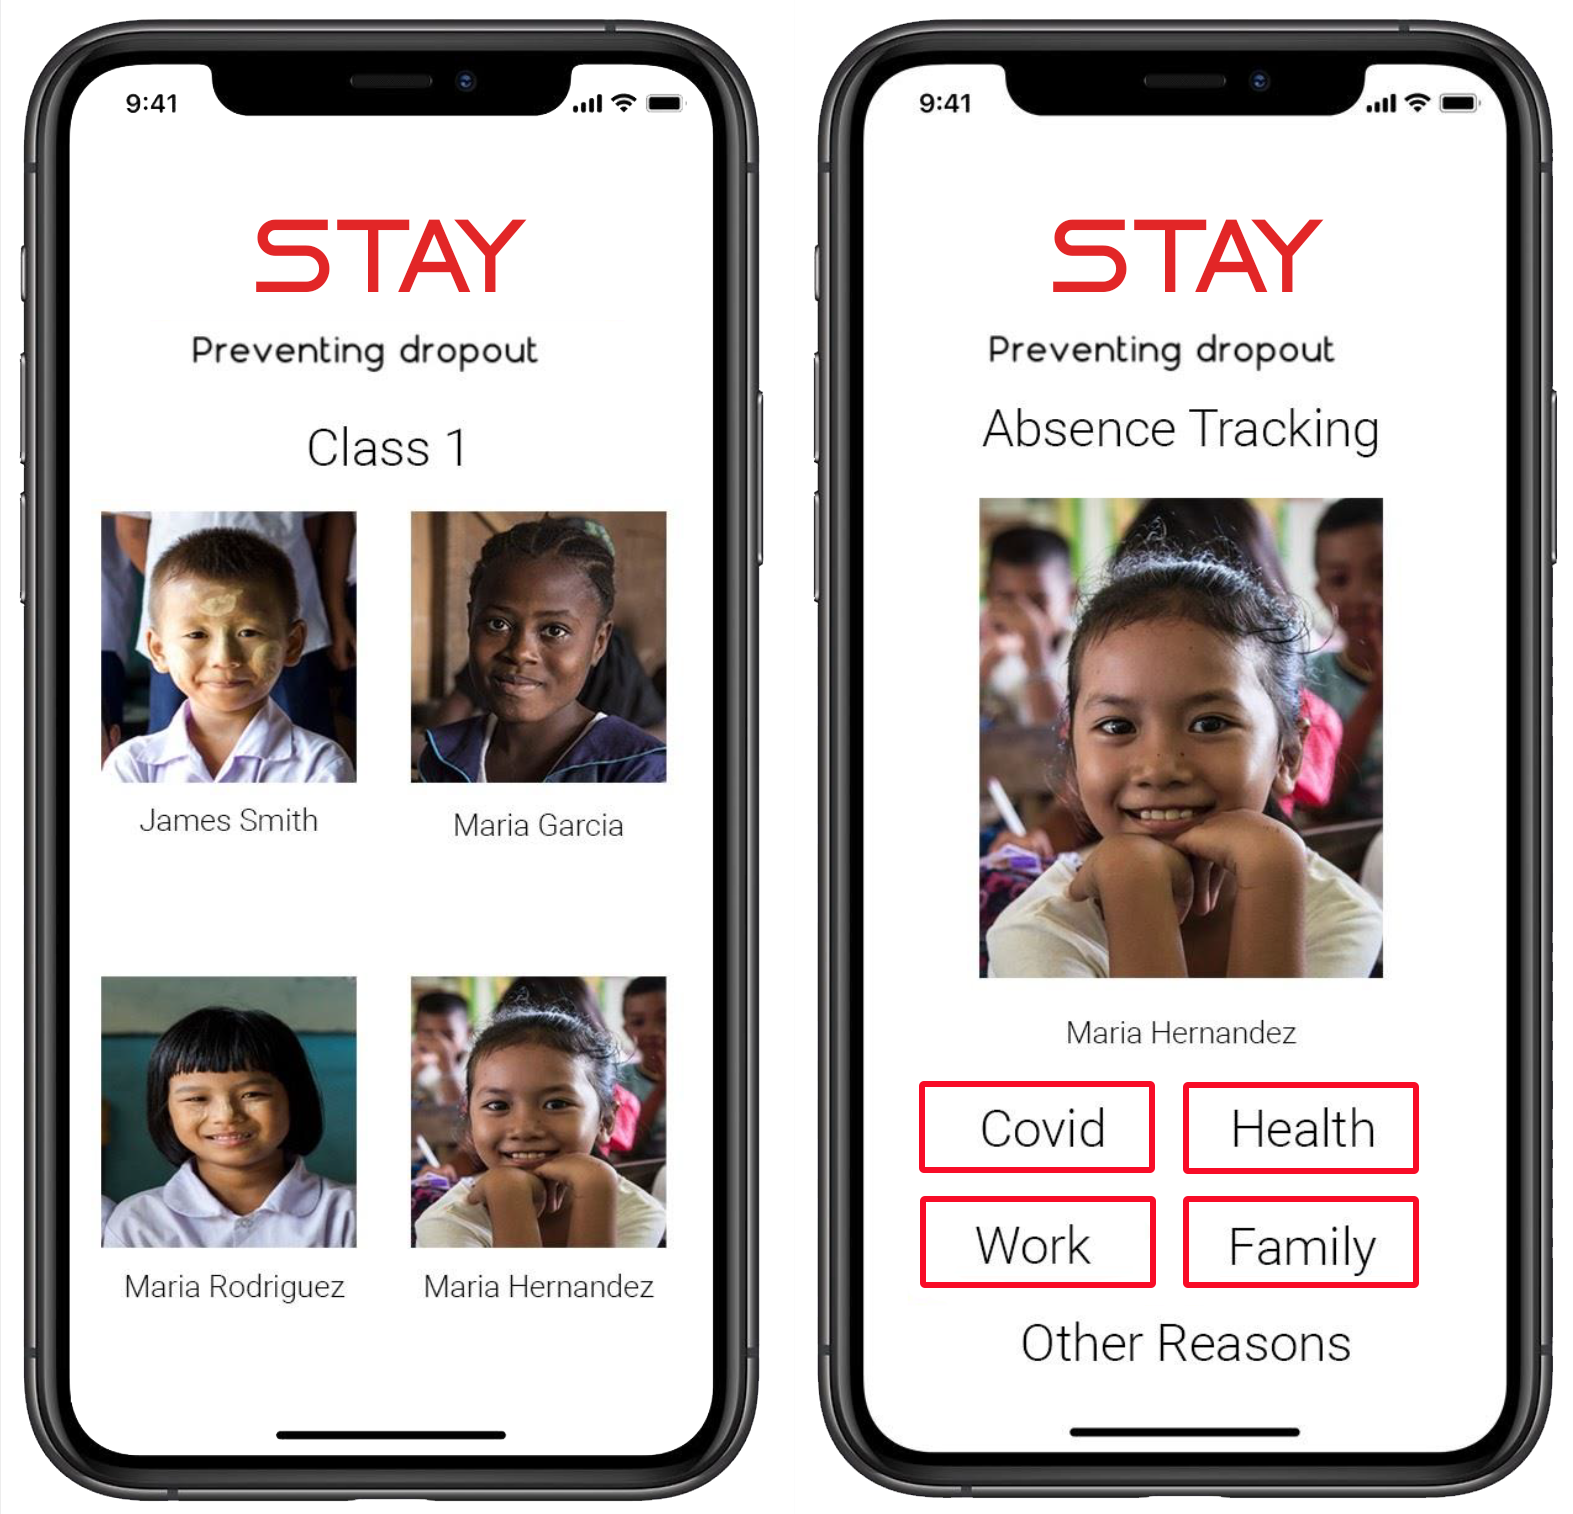 9:41
STAY
Preventing dropout
Class 1
James Smith
Maria Garcia
Maria Rodriguez
Maria Hernandez
9:41
STAY
Preventing dropout
Absence Tracking
Maria Hernandez
Covid
Health
Work
Family
Other Reasons